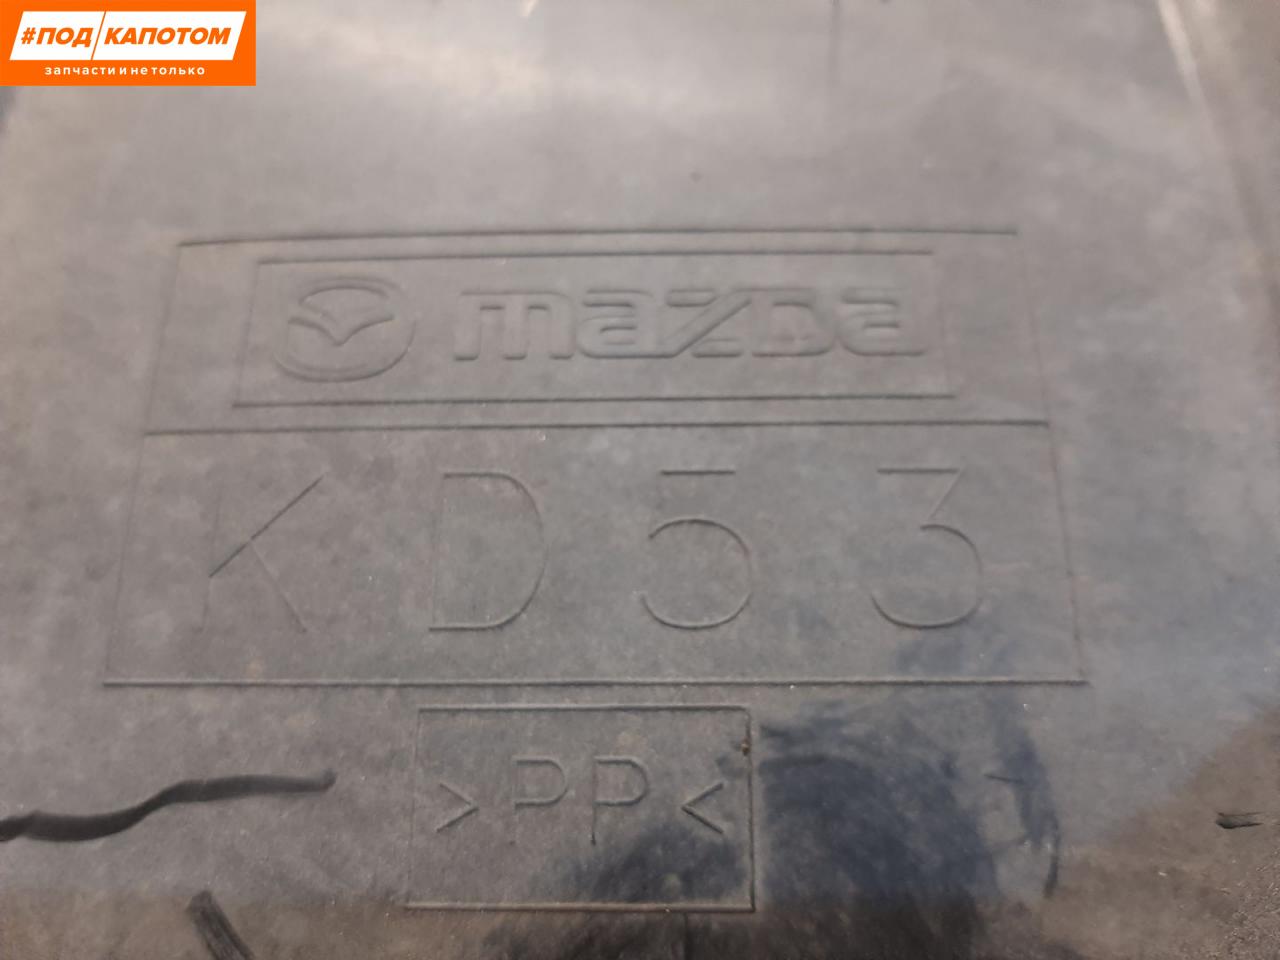 #ПОД/КАПОТОМ
запчасти и не только
mazda
KD53
>PP<